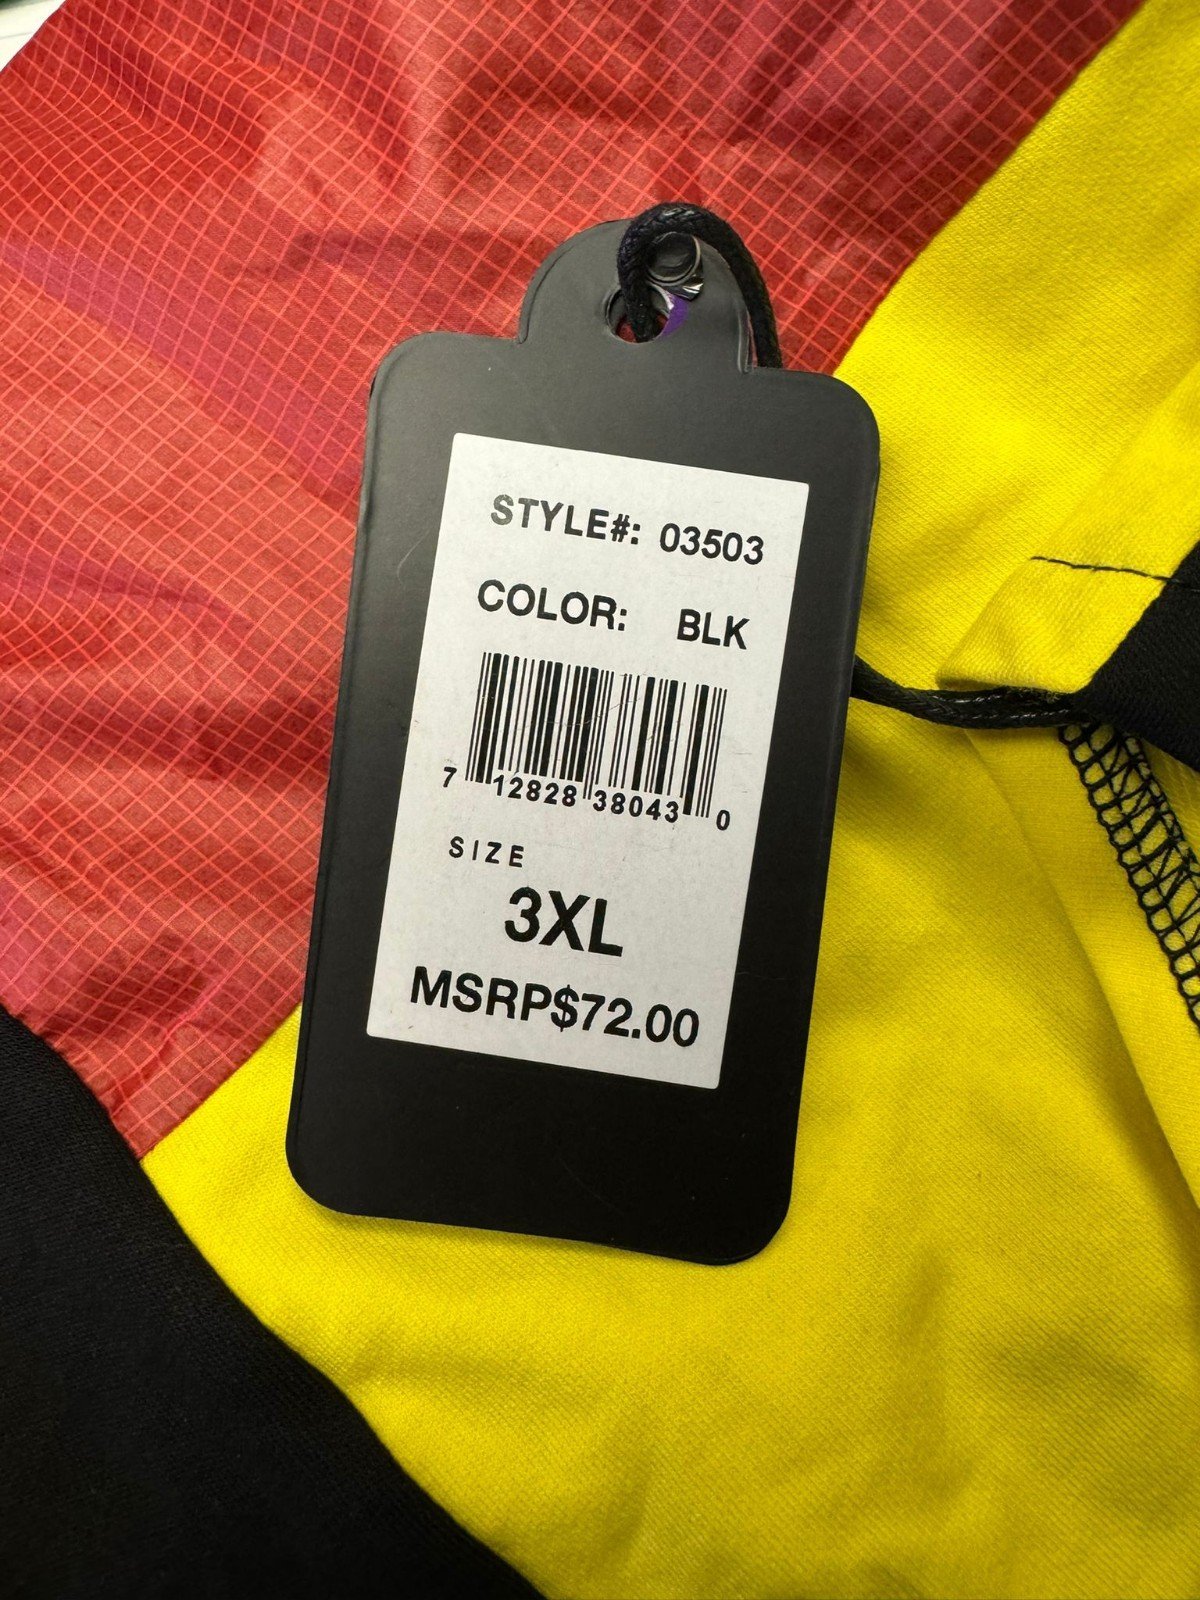 STYLE#: 03503
COLOR: BLK
7 12828 38043 0
SIZE
3XL
MSRP$72.00